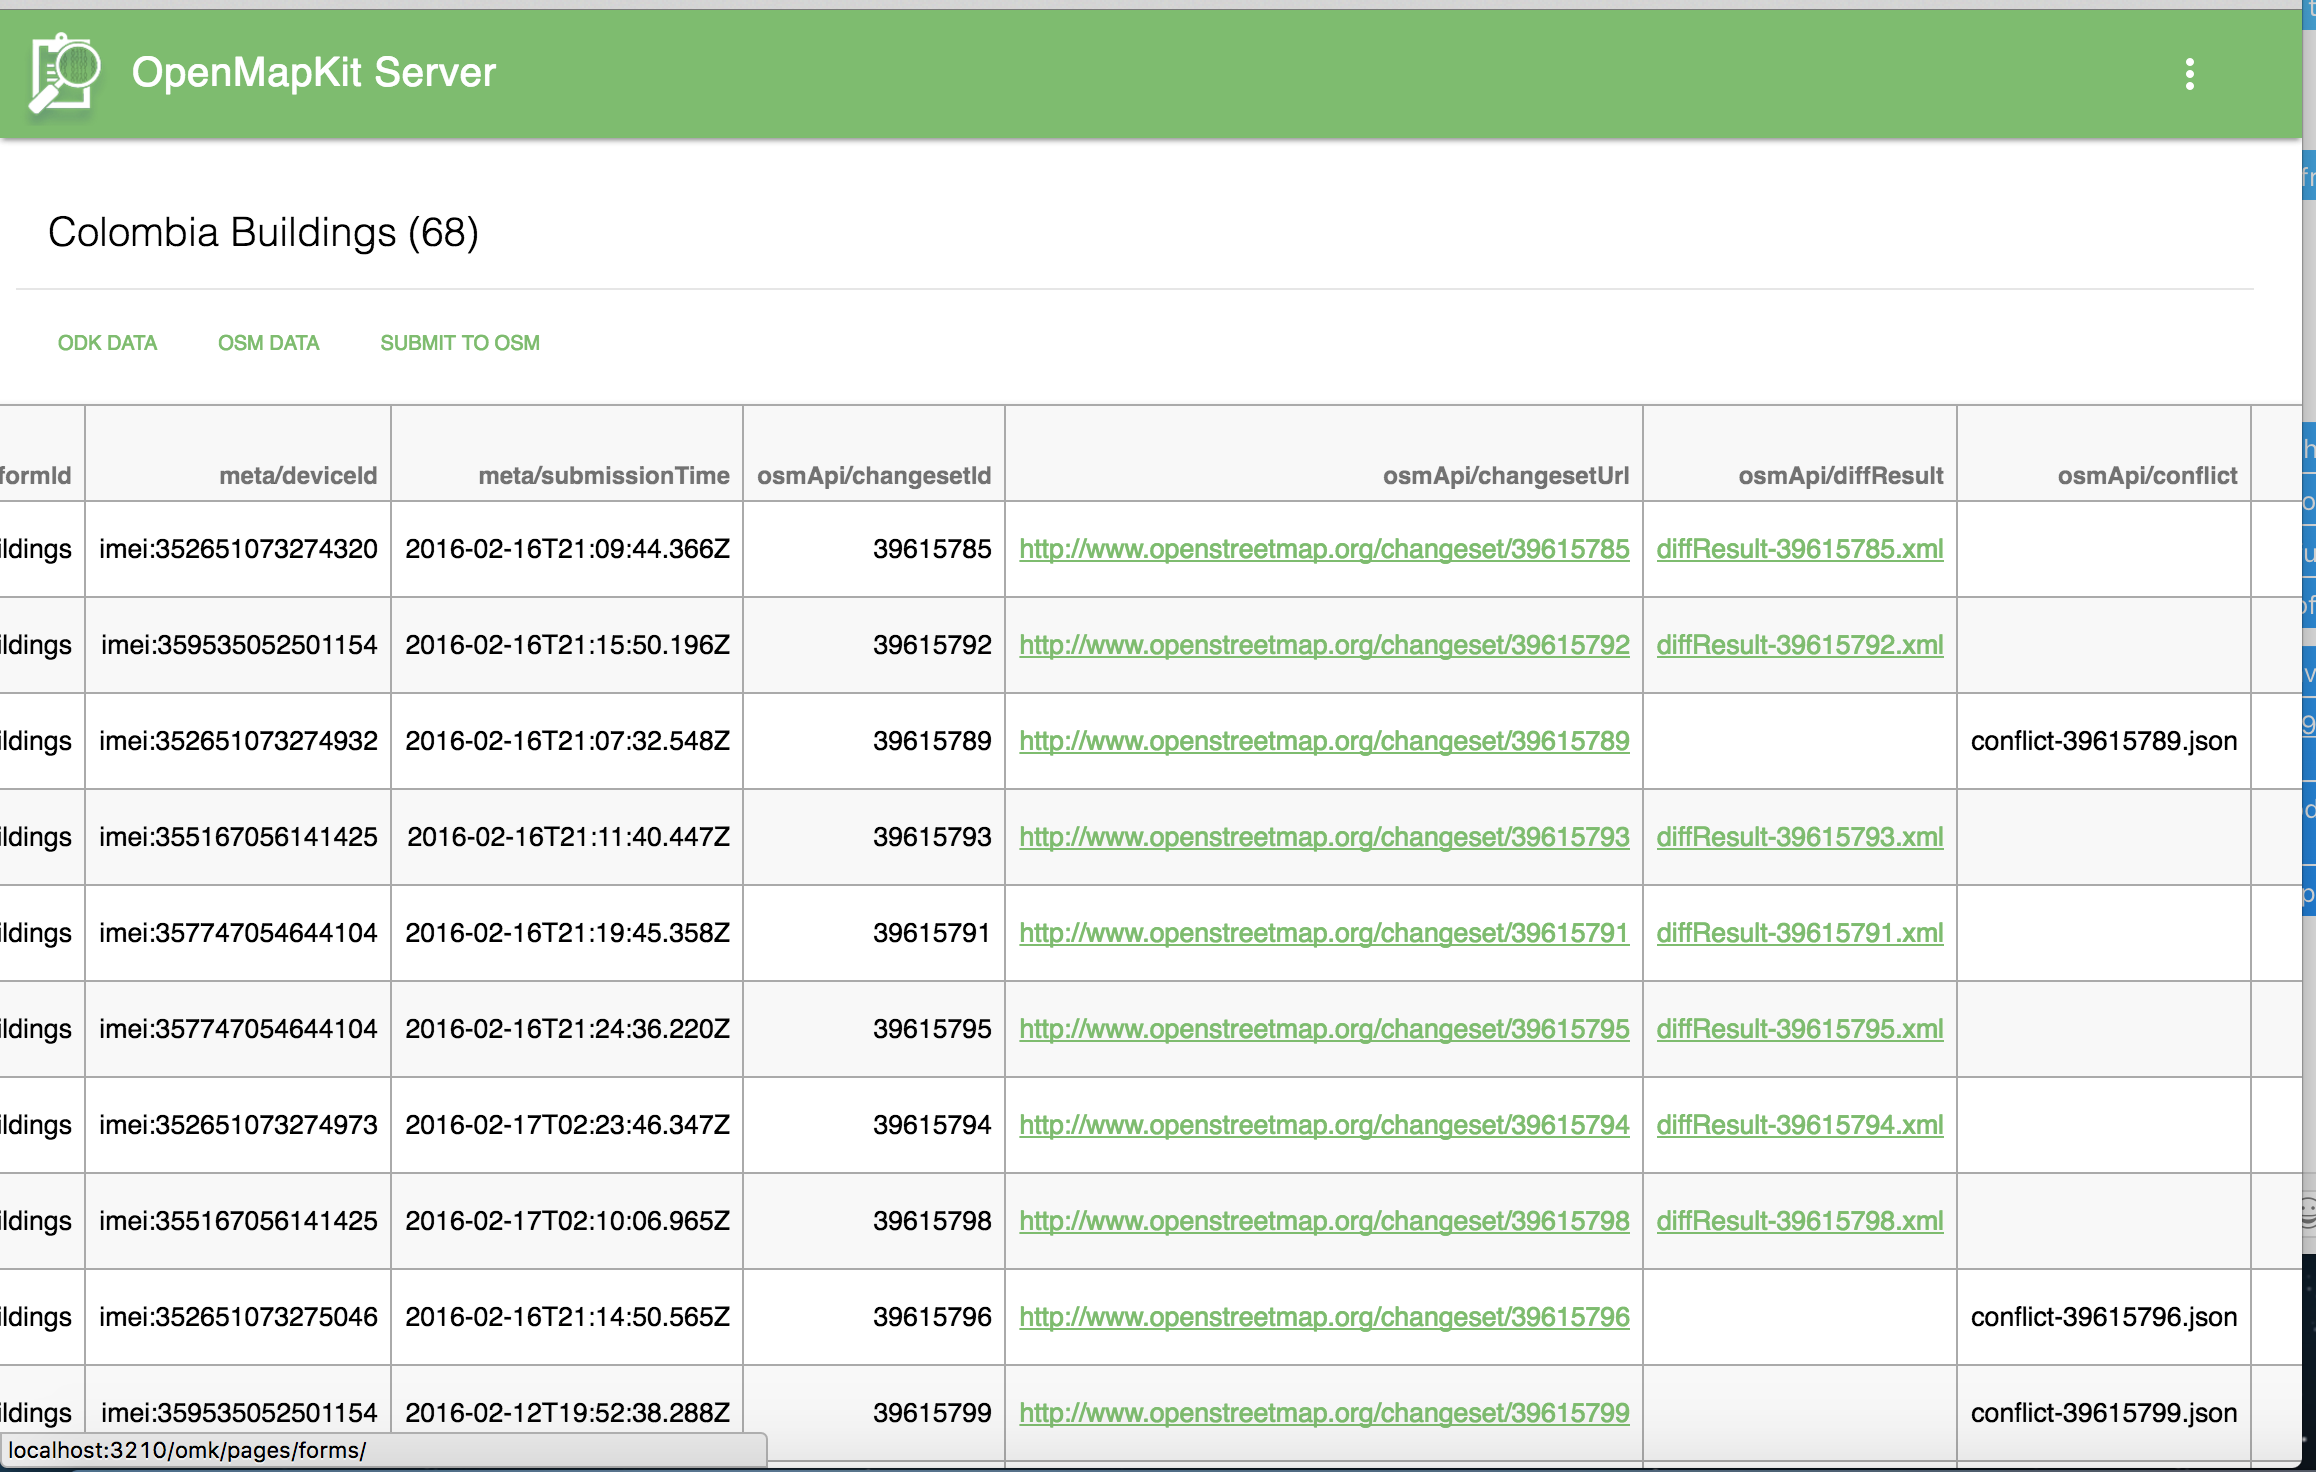 OpenMapKit Server
Colombia Buildings (68)
ODK DATA OSM DATA SUBMIT TO OSM
formId meta/deviceId meta/submissionTime osmApi/changesetId osmApi/changesetUrl osmApi/diffResult osmApi/conflict
ildings imei:352651073274320 2016-02-16T21:09:44.366Z 39615785 http://www.openstreetmap.org/changeset/39615785 diffResult-39615785.xml
ildings imei:359535052501154 2016-02-16T21:15:50.196Z 39615792 http://www.openstreetmap.org/changeset/39615792 diffResult-39615792.xml
ildings imei:352651073274932 2016-02-16T21:07:32.548Z 39615789 http://www.openstreetmap.org/changeset/39615789 conflict-39615789.json
ildings imei:355167056141425 2016-02-16T21:11:40.447Z 39615793 http://www.openstreetmap.org/changeset/39615793 diffResult-39615793.xml
ildings imei:357747054644104 2016-02-16T21:19:45.358Z 39615791 http://www.openstreetmap.org/changeset/39615791 diffResult-39615791.xml
ildings imei:357747054644104 2016-02-16T21:24:36.220Z 39615795 http://www.openstreetmap.org/changeset/39615795 diffResult-39615795.xml
ildings imei:352651073274973 2016-02-17T02:23:46.347Z 39615794 http://www.openstreetmap.org/changeset/39615794 diffResult-39615794.xml
ildings imei:355167056141425 2016-02-17T02:10:06.965Z 39615798 http://www.openstreetmap.org/changeset/39615798 diffResult-39615798.xml
ildings imei:352651073275046 2016-02-16T21:14:50.565Z 39615796 http://www.openstreetmap.org/changeset/39615796 conflict-39615796.json
ildings imei:359535052501154 2016-02-12T19:52:38.288Z 39615799 http://www.openstreetmap.org/changeset/39615799 conflict-39615799.json
localhost:3210/omk/pages/forms/